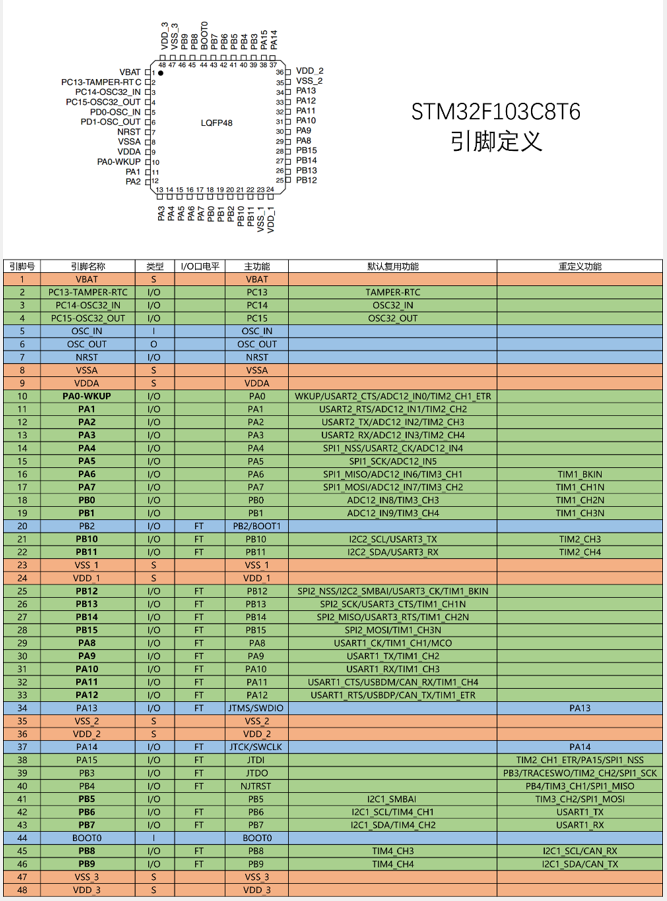 VDD_3
VSS_3
PB9
PB8
BOOT0
PB7
PB6
PB5
PB4
PB3
PA15
PA14
48 47 46 45 44 43 42 41 40 39 38 37
VBAT 1
PC13-TAMPER-RTC 2
PC14-OSC32_IN 3
PC15-OSC32_OUT 4
PD0-OSC_IN 5
PD1-OSC_OUT 6
NRST 7
VSSA 8
VDDA 9
PA0-WKUP 10
PA1 11
PA2 12
LQFP48
36 VDD_2
35 VSS_2
34 PA13
33 PA12
32 PA11
31 PA10
30 PA9
29 PA8
28 PB15
27 PB14
26 PB13
25 PB12
13 14 15 16 17 18 19 20 21 22 23 24
PA3
PA4
PA5
PA6
PA7
PB0
PB1
PB2
PB10
PB11
VSS_1
VDD_1
STM32F103C8T6
引脚定义
引脚号 引脚名称 类型 I/O口电平 主功能 默认复用功能 重定义功能
1 VBAT S VBAT
2 PC13-TAMPER-RTC I/O PC13 TAMPER-RTC
3 PC14-OSC32_IN I/O PC14 OSC32_IN
4 PC15-OSC32_OUT I/O PC15 OSC32_OUT
5 OSC_IN I OSC_IN
6 OSC_OUT O OSC_OUT
7 NRST I/O NRST
8 VSSA S VSSA
9 VDDA S VDDA
10 PA0-WKUP I/O PA0 WKUP/USART2_CTS/ADC12_IN0/TIM2_CH1_ETR
11 PA1 I/O PA1 USART2_RTS/ADC12_IN1/TIM2_CH2
12 PA2 I/O PA2 USART2_TX/ADC12_IN2/TIM2_CH3
13 PA3 I/O PA3 USART2_RX/ADC12_IN3/TIM2_CH4
14 PA4 I/O PA4 SPI1_NSS/USART2_CK/ADC12_IN4
15 PA5 I/O PA5 SPI1_SCK/ADC12_IN5
16 PA6 I/O PA6 SPI1_MISO/ADC12_IN6/TIM3_CH1 TIM1_BKIN
17 PA7 I/O PA7 SPI1_MOSI/ADC12_IN7/TIM3_CH2 TIM1_CH1N
18 PB0 I/O PB0 ADC12_IN8/TIM3_CH3 TIM1_CH2N
19 PB1 I/O PB1 ADC12_IN9/TIM3_CH4 TIM1_CH3N
20 PB2 I/O FT PB2/BOOT1
21 PB10 I/O FT PB10 I2C2_SCL/USART3_TX TIM2_CH3
22 PB11 I/O FT PB11 I2C2_SDA/USART3_RX TIM2_CH4
23 VSS_1 S VSS_1
24 VDD_1 S VDD_1
25 PB12 I/O FT PB12 SPI2_NSS/I2C2_SMBAI/USART3_CK/TIM1_BKIN
26 PB13 I/O FT PB13 SPI2_SCK/USART3_CTS/TIM1_CH1N
27 PB14 I/O FT PB14 SPI2_MISO/USART3_RTS/TIM1_CH2N
28 PB15 I/O FT PB15 SPI2_MOSI/TIM1_CH3N
29 PA8 I/O FT PA8 USART1_CK/TIM1_CH1/MCO
30 PA9 I/O FT PA9 USART1_TX/TIM1_CH2
31 PA10 I/O FT PA10 USART1_RX/TIM1_CH3
32 PA11 I/O FT PA11 USART1_CTS/USBDM/CAN_RX/TIM1_CH4
33 PA12 I/O FT PA12 USART1_RTS/USBDP/CAN_TX/TIM1_ETR
34 PA13 I/O FT JTMS/SWDIO PA13
35 VSS_2 S VSS_2
36 VDD_2 S VDD_2
37 PA14 I/O FT JTCK/SWCLK PA14
38 PA15 I/O FT JTDI TIM2_CH1_ETR/PA15/SPI1_NSS
39 PB3 I/O FT JTDO PB3/TRACESWO/TIM2_CH2/SPI1_SCK
40 PB4 I/O FT NJTRST PB4/TIM3_CH1/SPI1_MISO
41 PB5 I/O PB5 I2C1_SMBAI TIM3_CH2/SPI1_MOSI
42 PB6 I/O FT PB6 I2C1_SCL/TIM4_CH1 USART1_TX
43 PB7 I/O FT PB7 I2C1_SDA/TIM4_CH2 USART1_RX
44 BOOT0 I BOOT0
45 PB8 I/O FT PB8 TIM4_CH3 I2C1_SCL/CAN_RX
46 PB9 I/O FT PB9 TIM4_CH4 I2C1_SDA/CAN_TX
47 VSS_3 S VSS_3
48 VDD_3 S VDD_3